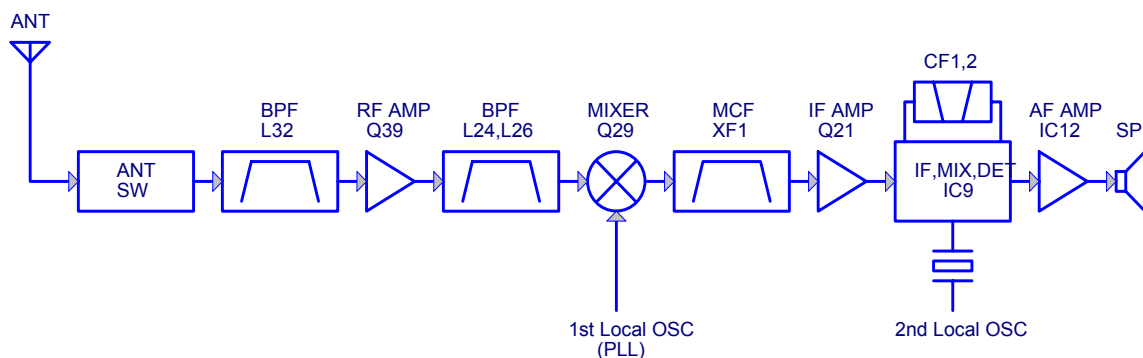 ANT
CF1,2
BPF
L32
RF AMP
Q39
BPF
L24,L26
MIXER
Q29
MCF
XF1
IF AMP
Q21
AF AMP
IC12
SP
ANT
SW
IF,MIX,DET
IC9
1st Local OSC
(PLL)
2nd Local OSC